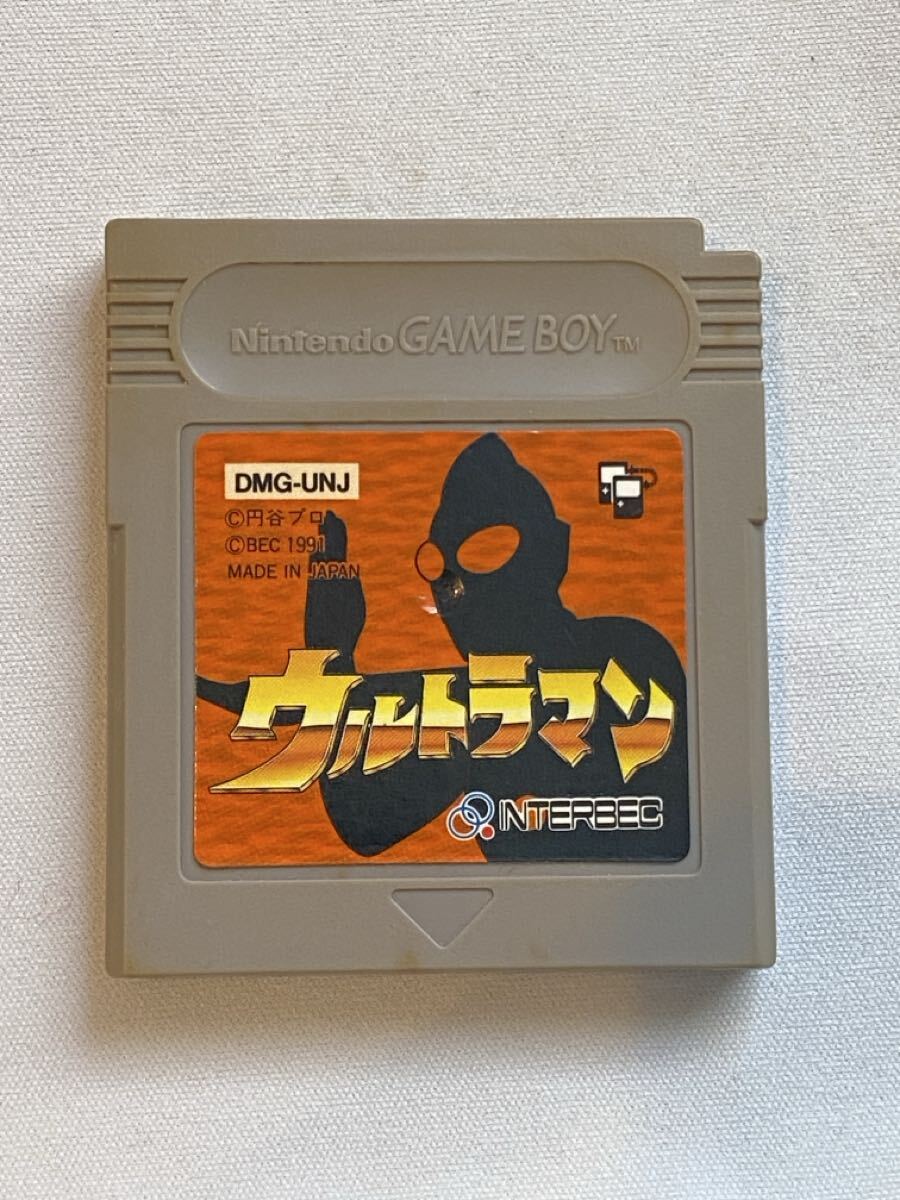 Nintendo GAME BOY™
DMG-UNJ
©円谷プロ
©BEC 1991
MADE IN JAPAN
ウルトラマン
INTERBEC